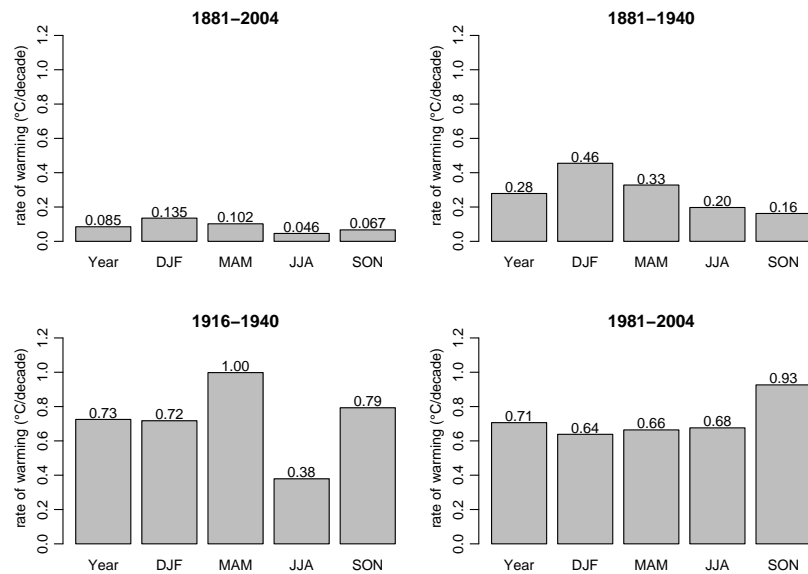 1881−2004
rate of warming (°C/decade)
0.0 0.2 0.4 0.6 0.8 1.0 1.2
0.085 0.135 0.102 0.046 0.067
Year DJF MAM JJA SON
1881−1940
rate of warming (°C/decade)
0.0 0.2 0.4 0.6 0.8 1.0 1.2
0.28 0.46 0.33 0.20 0.16
Year DJF MAM JJA SON
1916−1940
rate of warming (°C/decade)
0.0 0.2 0.4 0.6 0.8 1.0 1.2
0.73 0.72 1.00 0.38 0.79
Year DJF MAM JJA SON
1981−2004
rate of warming (°C/decade)
0.0 0.2 0.4 0.6 0.8 1.0 1.2
0.71 0.64 0.66 0.68 0.93
Year DJF MAM JJA SON